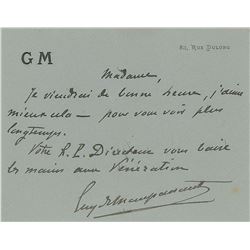 GM
83, RUE DULONG
Madame,
Je viendrai de bonne heure, j'aime
mieux cela — pour vous voir plus
longtemps.
Votre R. L. Directeur vous baise
les mains avec Vénération
Guy de Maupassant